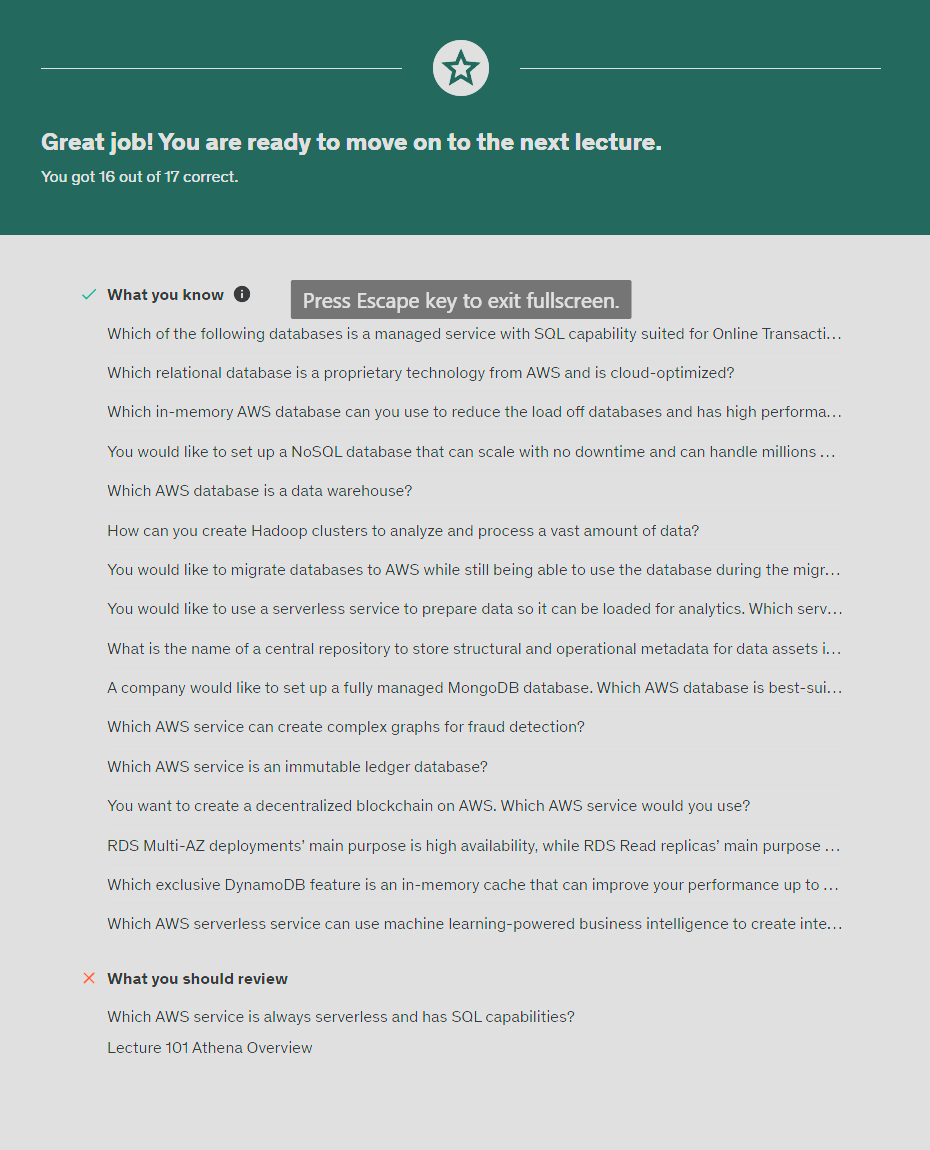 Great job! You are ready to move on to the next lecture.
You got 16 out of 17 correct.
What you know
Press Escape key to exit fullscreen.
Which of the following databases is a managed service with SQL capability suited for Online Transacti...
Which relational database is a proprietary technology from AWS and is cloud-optimized?
Which in-memory AWS database can you use to reduce the load off databases and has high performa...
You would like to set up a NoSQL database that can scale with no downtime and can handle millions ...
Which AWS database is a data warehouse?
How can you create Hadoop clusters to analyze and process a vast amount of data?
You would like to migrate databases to AWS while still being able to use the database during the migr...
You would like to use a serverless service to prepare data so it can be loaded for analytics. Which serv...
What is the name of a central repository to store structural and operational metadata for data assets i...
A company would like to set up a fully managed MongoDB database. Which AWS database is best-sui...
Which AWS service can create complex graphs for fraud detection?
Which AWS service is an immutable ledger database?
You want to create a decentralized blockchain on AWS. Which AWS service would you use?
RDS Multi-AZ deployments’ main purpose is high availability, while RDS Read replicas’ main purpose ...
Which exclusive DynamoDB feature is an in-memory cache that can improve your performance up to ...
Which AWS serverless service can use machine learning-powered business intelligence to create inte...
What you should review
Which AWS service is always serverless and has SQL capabilities?
Lecture 101 Athena Overview